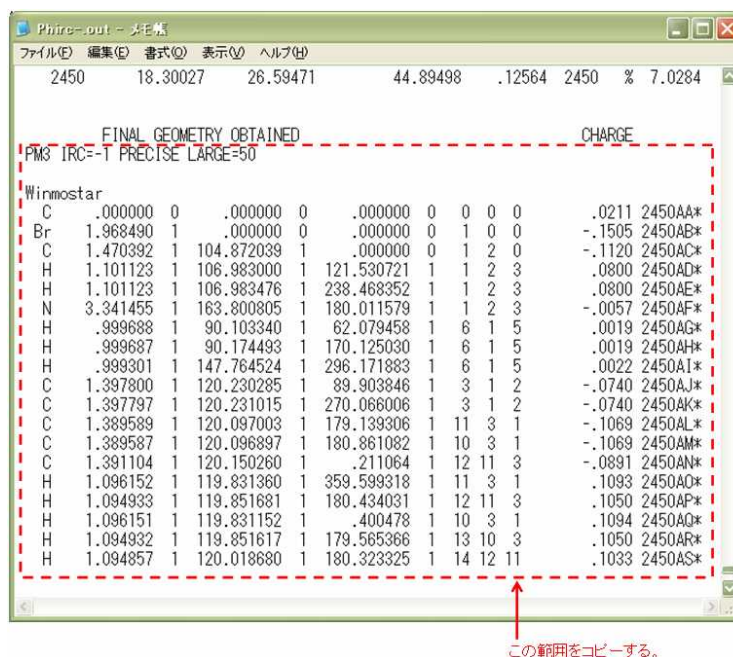 Phirc-.out - メモ帳
ファイル(F) 編集(E) 書式(O) 表示(V) ヘルプ(H)
2450 18.30027 26.59471 44.89498 .12564 2450 % 7.0284
FINAL GEOMETRY OBTAINED CHARGE
PM3 IRC=-1 PRECISE LARGE=50
Winmostar
C .000000 0 .000000 0 .000000 0 0 0 0 .0211 2450AA*
Br 1.968490 1 .000000 0 .000000 0 1 0 0 -.1505 2450AB*
C 1.470392 1 104.872039 1 .000000 0 1 2 0 -.1120 2450AC*
H 1.101123 1 106.983000 1 121.530721 1 1 2 3 .0800 2450AD*
H 1.101123 1 106.983476 1 238.468352 1 1 2 3 .0800 2450AE*
N 3.341455 1 163.800805 1 180.011579 1 1 2 3 -.0057 2450AF*
H .999688 1 90.103340 1 62.079458 1 6 1 5 .0019 2450AG*
H .999687 1 90.174493 1 170.125030 1 6 1 5 .0019 2450AH*
H .999301 1 147.764524 1 296.171883 1 6 1 5 .0022 2450AI*
C 1.397800 1 120.230285 1 89.903846 1 3 1 2 -.0740 2450AJ*
C 1.397797 1 120.231015 1 270.066006 1 3 1 2 -.0740 2450AK*
C 1.389589 1 120.097003 1 179.139306 1 11 3 1 -.1069 2450AL*
C 1.389587 1 120.096897 1 180.861082 1 10 3 1 -.1069 2450AM*
C 1.391104 1 120.150260 1 .211064 1 12 11 3 -.0891 2450AN*
H 1.096152 1 119.831360 1 359.599318 1 11 3 1 .1093 2450AO*
H 1.094933 1 119.851681 1 180.434031 1 12 11 3 .1050 2450AP*
H 1.096151 1 119.831152 1 .400478 1 10 3 1 .1094 2450AQ*
H 1.094932 1 119.851617 1 179.565366 1 13 10 3 .1050 2450AR*
H 1.094857 1 120.018680 1 180.323325 1 14 12 11 .1033 2450AS*
この範囲をコピーする。